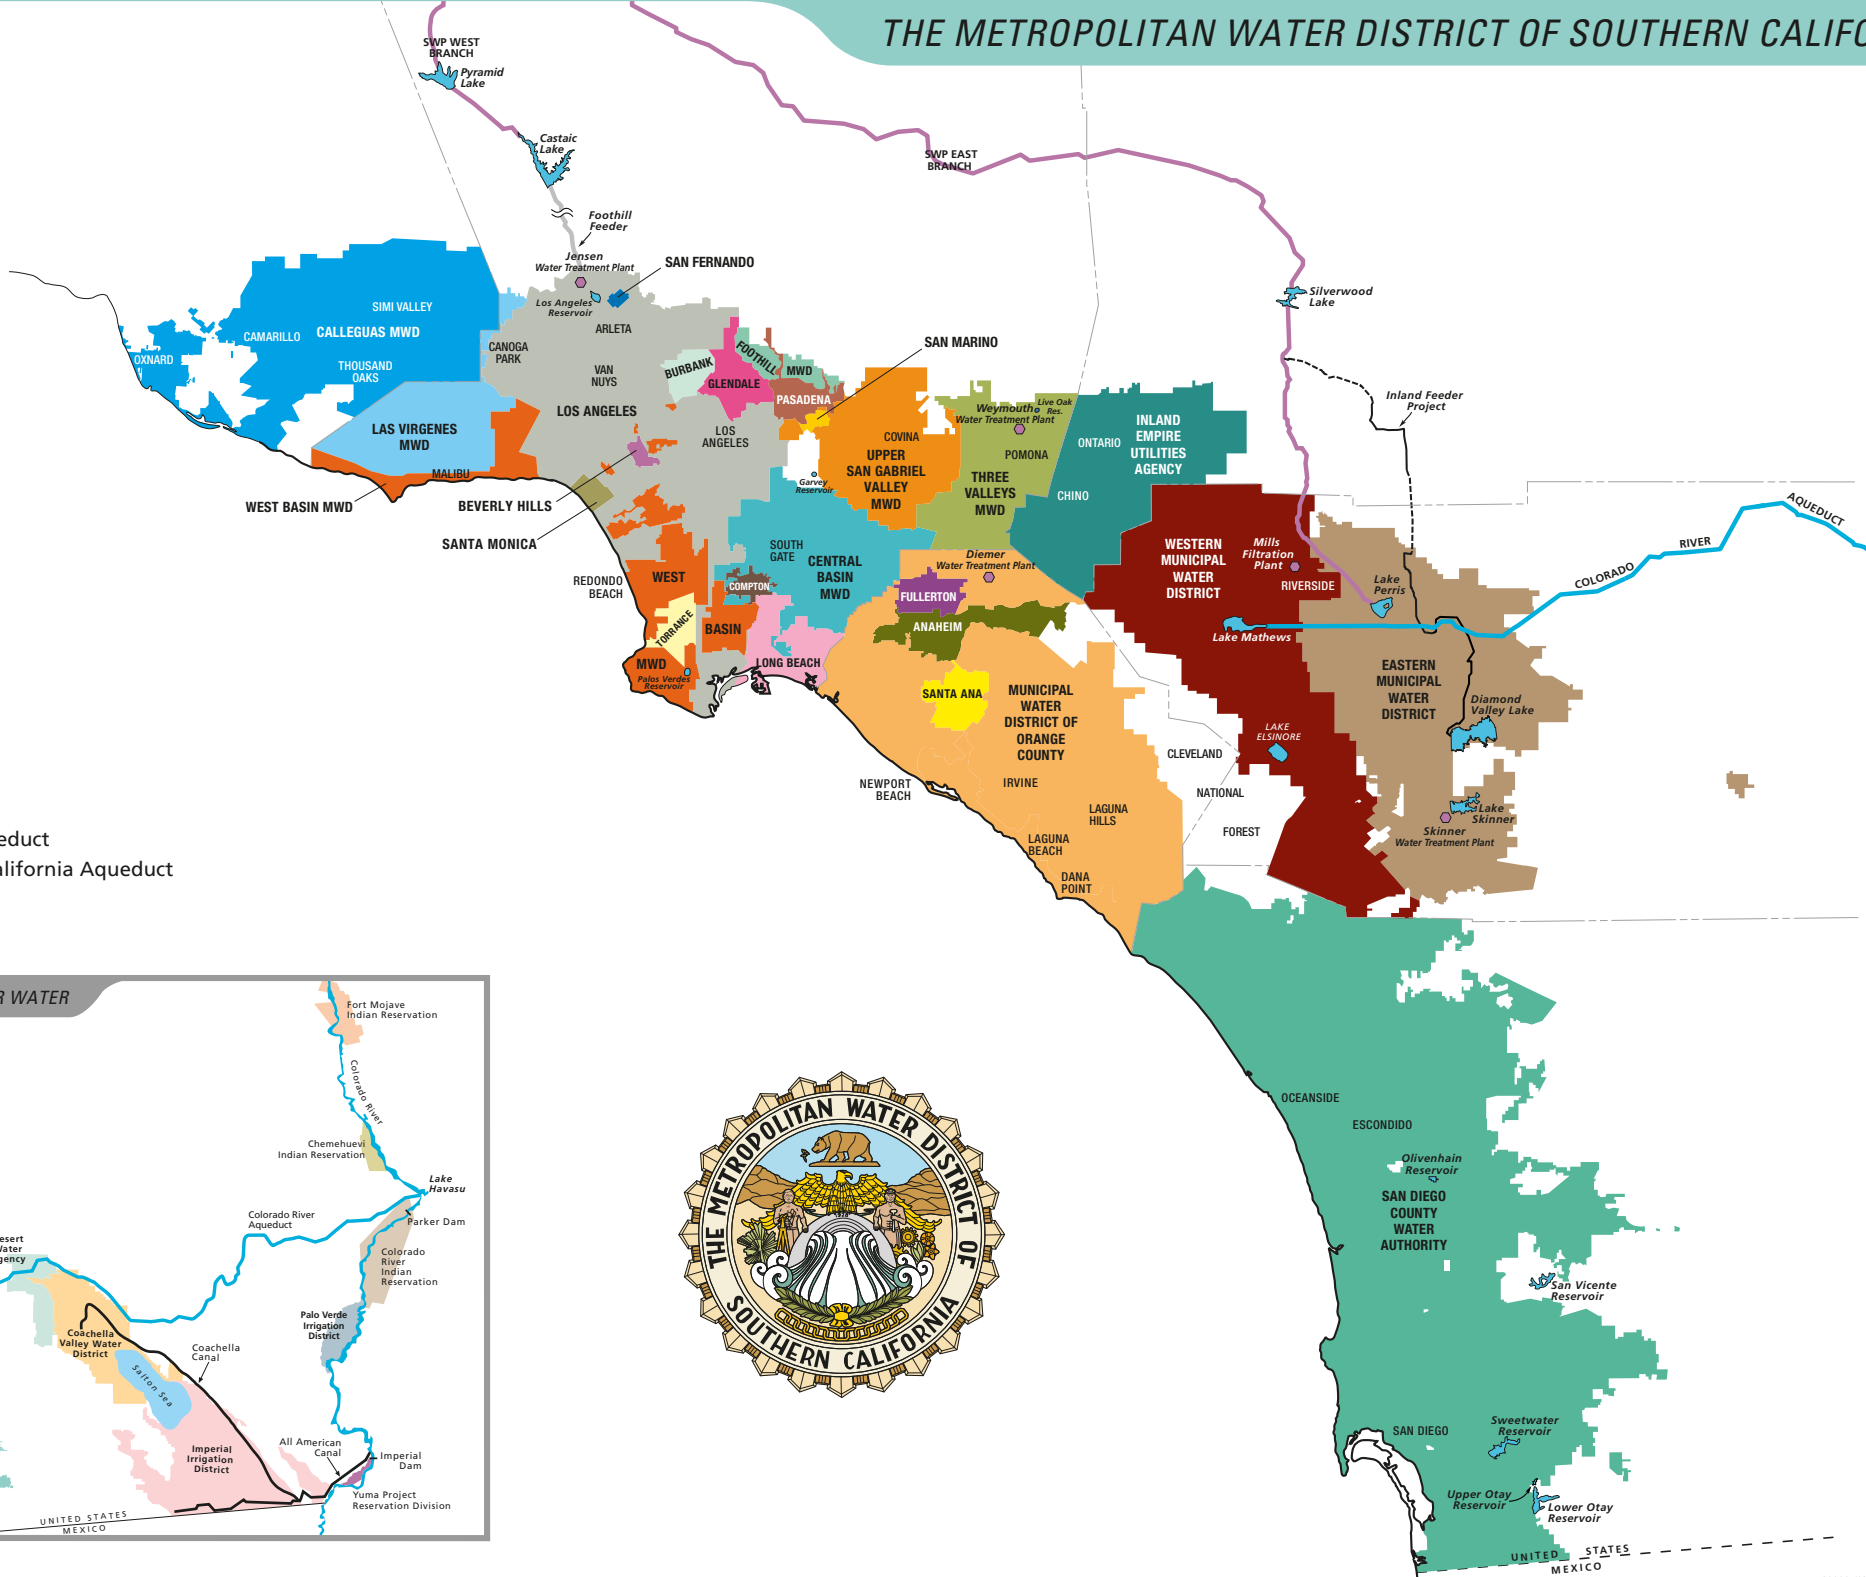 THE METROPOLITAN WATER DISTRICT OF SOUTHERN CALIFO
SWP WEST
BRANCH
Pyramid
Lake
Castaic
Lake
SWP EAST
BRANCH
Foothill
Feeder
Jensen
Water Treatment Plant
SAN FERNANDO
Los Angeles
Reservoir
Silverwood
Lake
SIMI VALLEY
CAMARILLO
CALLEGUAS MWD
OXNARD
THOUSAND
OAKS
ARLETA
CANOGA
PARK
VAN
NUYS
BURBANK
GLENDALE
FOOTHILL
MWD
SAN MARINO
PASADENA
LOS ANGELES
LOS
ANGELES
LAS VIRGENES
MWD
MALIBU
WEST BASIN MWD
BEVERLY HILLS
SANTA MONICA
Garvey
Reservoir
COVINA
UPPER
SAN GABRIEL
VALLEY
MWD
Live Oak
Res.
Weymouth
Water Treatment Plant
POMONA
THREE
VALLEYS
MWD
ONTARIO
INLAND
EMPIRE
UTILITIES
AGENCY
CHINO
Inland Feeder
Project
AQUEDUCT
RIVER
COLORADO
SOUTH
GATE
CENTRAL
BASIN
MWD
COMPTON
REDONDO
BEACH
WEST
TORRANCE
BASIN
MWD
Palos Verdes
Reservoir
LONG BEACH
Diemer
Water Treatment Plant
FULLERTON
ANAHEIM
SANTA ANA
MUNICIPAL
WATER
DISTRICT OF
ORANGE
COUNTY
WESTERN
MUNICIPAL
WATER
DISTRICT
Mills
Filtration
Plant
RIVERSIDE
Lake
Perris
Lake Mathews
EASTERN
MUNICIPAL
WATER
DISTRICT
Diamond
Valley Lake
LAKE
ELSINORE
CLEVELAND
NATIONAL
FOREST
NEWPORT
BEACH
IRVINE
LAGUNA
HILLS
LAGUNA
BEACH
DANA
POINT
Lake
Skinner
Skinner
Water Treatment Plant
educt
alifornia Aqueduct
OCEANSIDE
ESCONDIDO
Olivenhain
Reservoir
SAN DIEGO
COUNTY
WATER
AUTHORITY
San Vicente
Reservoir
SAN DIEGO
Sweetwater
Reservoir
Upper Otay
Reservoir
Lower Otay
Reservoir
UNITED STATES
MEXICO
THE METROPOLITAN WATER DISTRICT OF
SOUTHERN CALIFORNIA
R WATER
Fort Mojave
Indian Reservation
Colorado River
Chemehuevi
Indian Reservation
Lake
Havasu
Colorado River
Aqueduct
Parker Dam
Colorado
River
Indian
Reservation
esert
Water
gency
Palo Verde
Irrigation
District
Coachella
Valley Water
District
Coachella
Canal
Salton Sea
Imperial
Irrigation
District
All American
Canal
Imperial
Dam
Yuma Project
Reservation Division
UNITED STATES
MEXICO